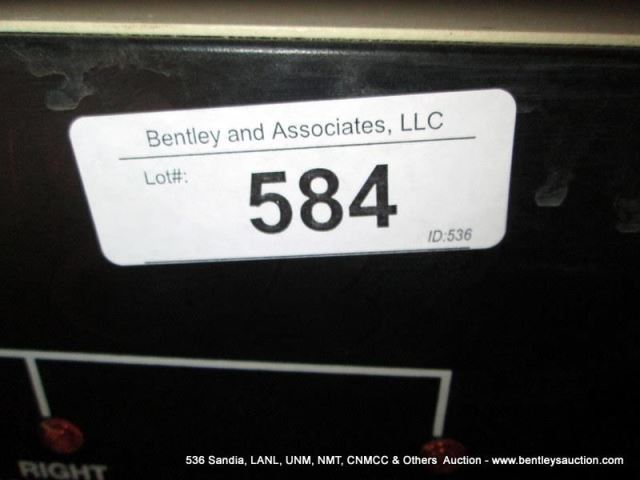 Bentley and Associates, LLC
Lot#:
584
ID:536
RIGHT
536 Sandia, LANL, UNM, NMT, CNMCC & Others Auction - www.bentleysauction.com